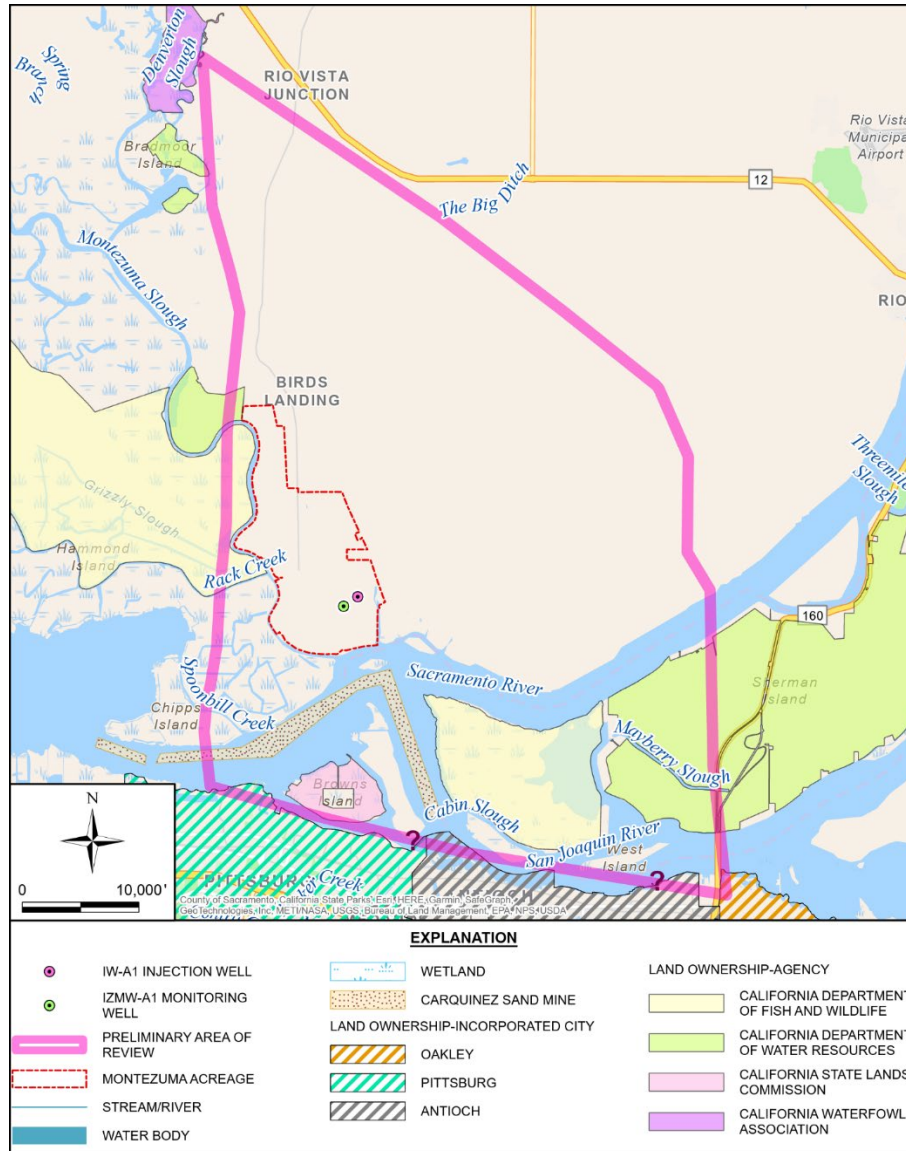 Spring
Branch
Denverton
Slough
RIO VISTA
JUNCTION
Bradmoor
Island
Rio Vista
Municipa
Airport
12
The Big Ditch
Montezuma Slough
RIO
BIRDS
LANDING
Threemile
Slough
Grizzly Slough
Hammond
Island
Rack Creek
160
Sacramento River
Sherman
Island
Spoonbill Creek
Chipps
Island
Mayberry Slough
Browns
Island
Cabin Slough
San Joaquin River
West
Island
?
?
?
N
0 10,000'
PITTSBUR
ker Creek
County of Sacramento, California State Parks, Esri, HERE, Garmin, SafeGraph,
GeoTechnologies, Inc, METI/NASA, USGS, Bureau of Land Management, EPA, NPS, USDA
EXPLANATION
IW-A1 INJECTION WELL
IZMW-A1 MONITORING
WELL
PRELIMINARY AREA OF
REVIEW
MONTEZUMA ACREAGE
STREAM/RIVER
WATER BODY
WETLAND
CARQUINEZ SAND MINE
LAND OWNERSHIP-INCORPORATED CITY
OAKLEY
PITTSBURG
ANTIOCH
LAND OWNERSHIP-AGENCY
CALIFORNIA DEPARTMENT
OF FISH AND WILDLIFE
CALIFORNIA DEPARTMENT
OF WATER RESOURCES
CALIFORNIA STATE LANDS
COMMISSION
CALIFORNIA WATERFOWL
ASSOCIATION